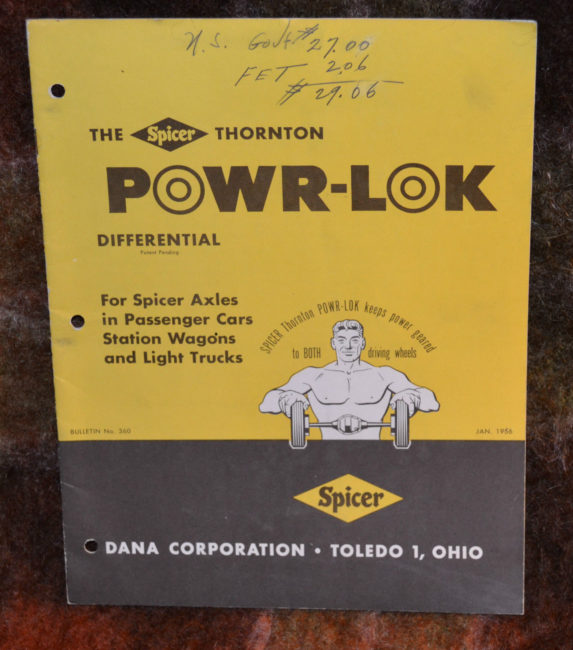 U.S. Govt $27.00
FET 2.06
$29.06
THE Spicer THORNTON
POWR-LOK
DIFFERENTIAL
Patent Pending
For Spicer Axles
in Passenger Cars
Station Wagons
and Light Trucks
SPICER Thornton POWR-LOK keeps power geared
to BOTH driving wheels
BULLETIN No. 360 JAN. 1956
Spicer
DANA CORPORATION • TOLEDO 1, OHIO